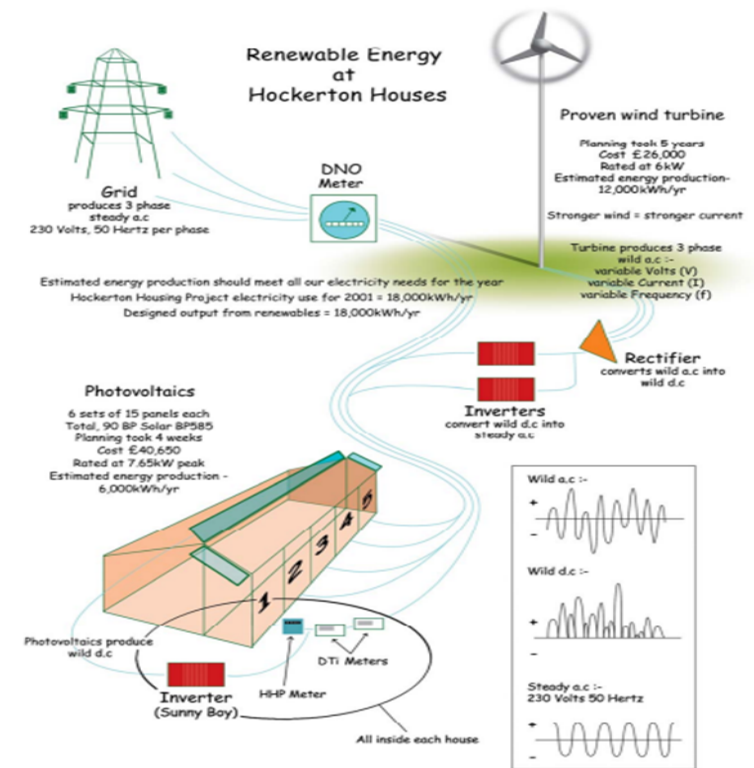 Renewable Energy
at
Hockerton Houses
Proven wind turbine
Planning took 5 years
Cost £26,000
Rated at 6kW
Estimated energy production-
12,000kWh/yr
Stronger wind = stronger current
DNO
Meter
Grid
produces 3 phase
steady a.c
230 Volts, 50 Hertz per phase
Turbine produces 3 phase
wild a.c :-
variable Volts (V)
variable Current (I)
variable Frequency (f)
Estimated energy production should meet all our electricity needs for the year
Hockerton Housing Project electricity use for 2001 = 18,000kWh/yr
Designed output from renewables = 18,000kWh/yr
Rectifier
converts wild a.c into
wild d.c
Inverters
convert wild d.c into
steady a.c
Photovoltaics
6 sets of 15 panels each
Total, 90 BP Solar BP585
Planning took 4 weeks
Cost £40,650
Rated at 7.65kW peak
Estimated energy production -
6,000kWh/yr
1 2 3 4 5
Photovoltaics produce
wild d.c
Inverter
(Sunny Boy)
HHP Meter
DTi Meters
All inside each house
Wild a.c :-
+
-
Wild d.c :-
+
-
Steady a.c :-
230 Volts 50 Hertz
+
-